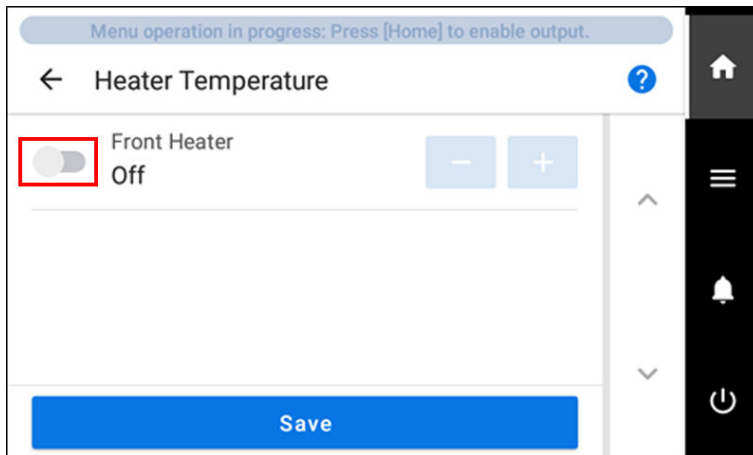 Menu operation in progress: Press [Home] to enable output.
Heater Temperature
?
Front Heater
Off
Save